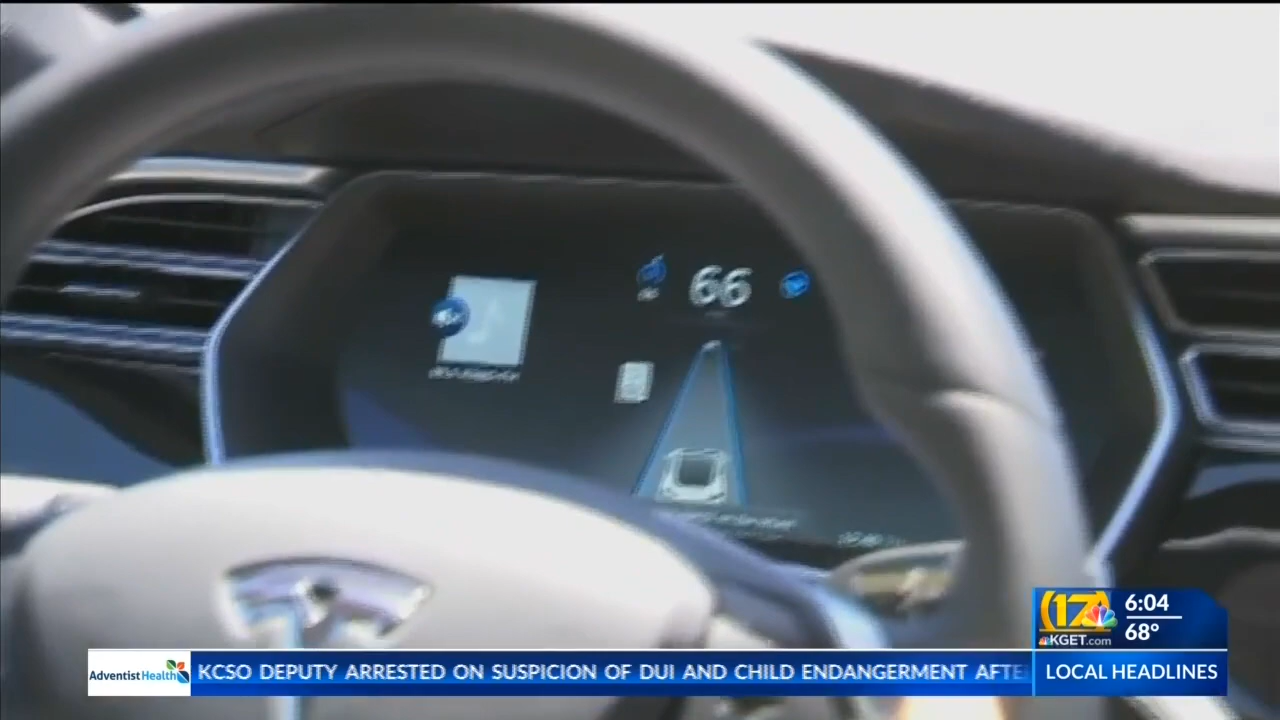 66
17
KGET.com
6:04
68°
Adventist Health
KCSO DEPUTY ARRESTED ON SUSPICION OF DUI AND CHILD ENDANGERMENT AFTE
LOCAL HEADLINES